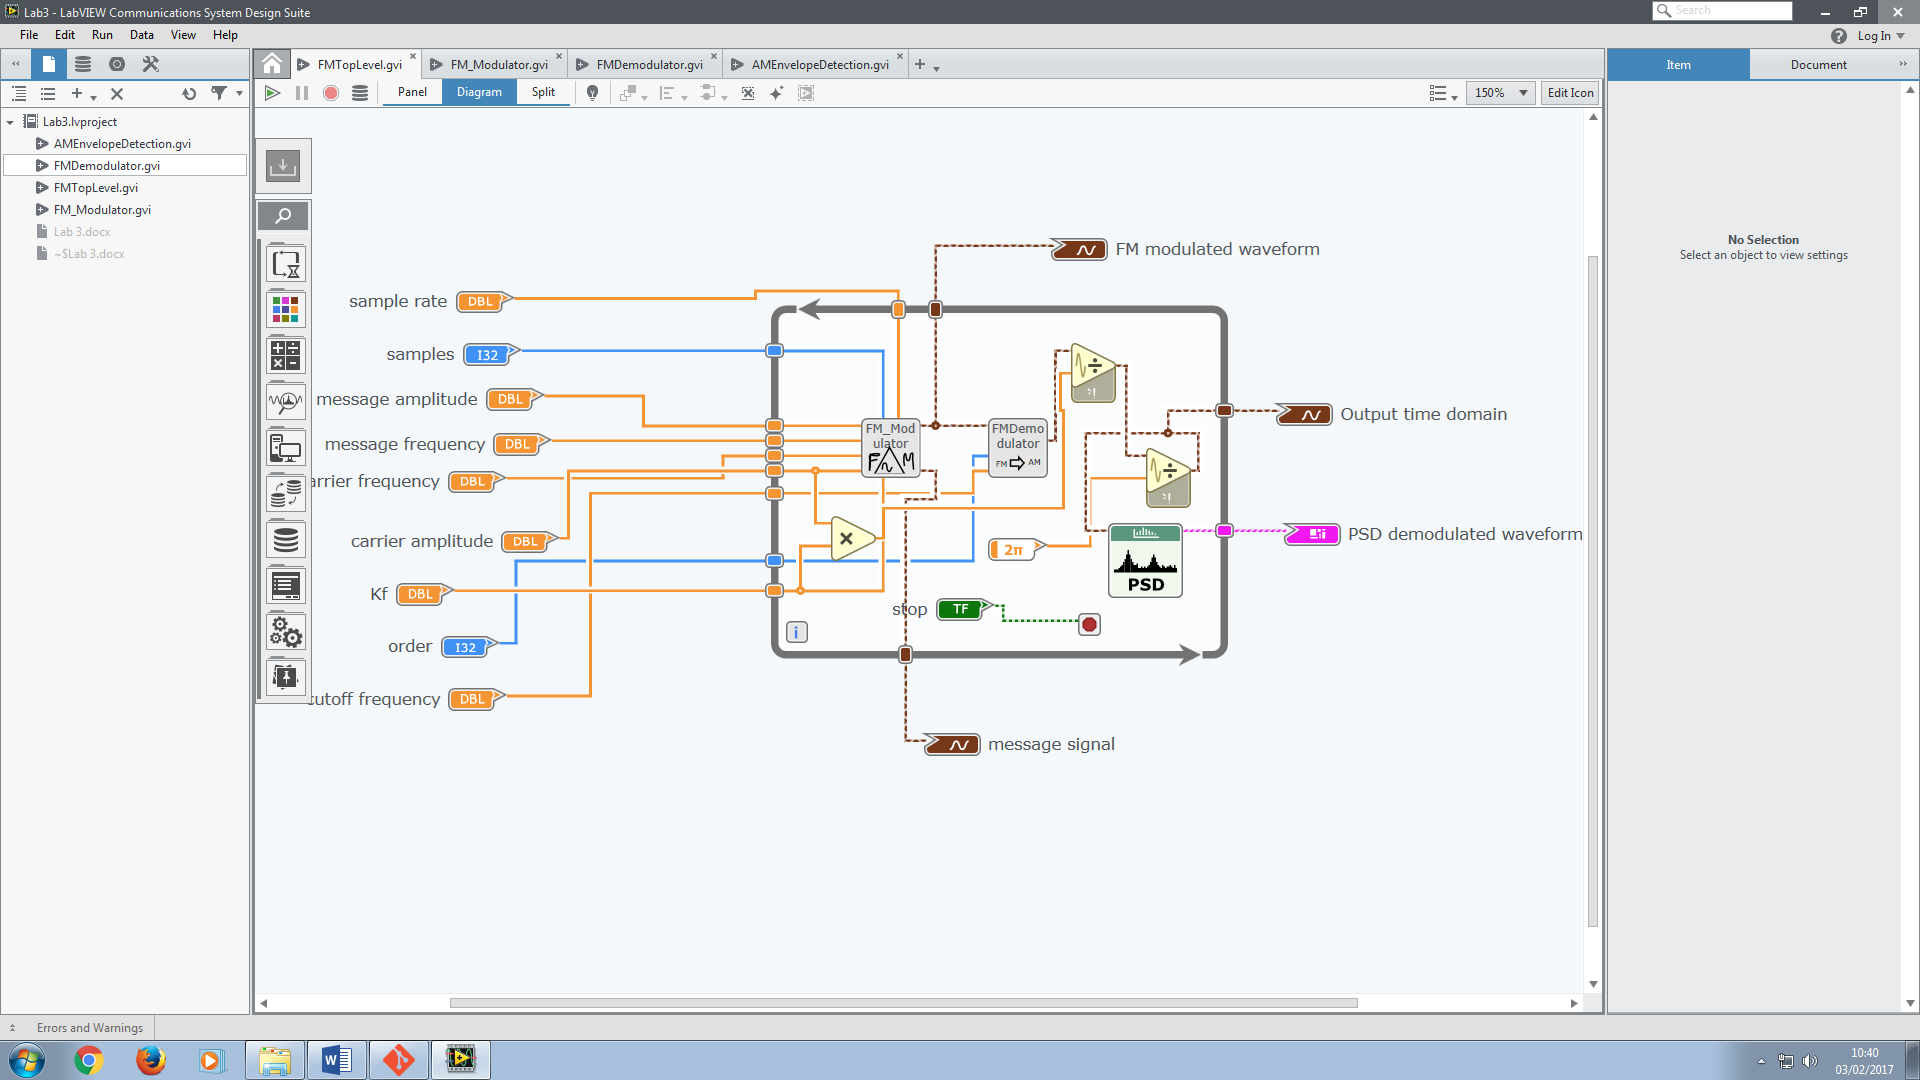 Lab3 - LabVIEW Communications System Design Suite
Search
File Edit Run Data View Help
Log In
FMTopLevel.gvi
FM_Modulator.gvi
FMDemodulator.gvi
AMEnvelopeDetection.gvi
Item
Document
Panel
Diagram
Split
150%
Edit Icon
Lab3.lvproject
AMEnvelopeDetection.gvi
FMDemodulator.gvi
FMTopLevel.gvi
FM_Modulator.gvi
Lab 3.docx
~$Lab 3.docx
No Selection
Select an object to view settings
FM modulated waveform
sample rate DBL
samples I32
message amplitude DBL
message frequency DBL
arrier frequency DBL
carrier amplitude DBL
Kf DBL
order I32
cutoff frequency DBL
FM_Mod
ulator
FM
FMDemo
dulator
FM AM
Output time domain
2π
PSD
PSD demodulated waveform
stop TF
i
message signal
Errors and Warnings
10:40
03/02/2017